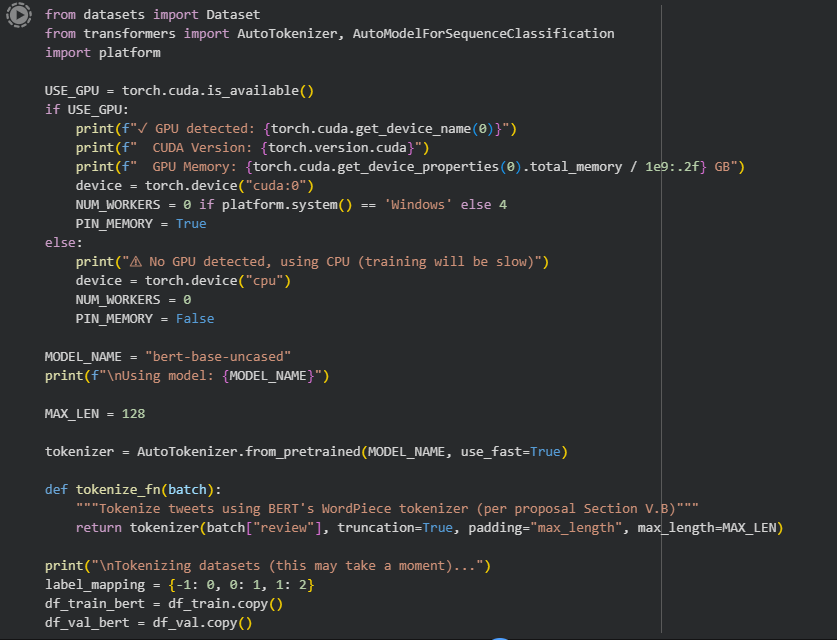 from datasets import Dataset
from transformers import AutoTokenizer, AutoModelForSequenceClassification
import platform

USE_GPU = torch.cuda.is_available()
if USE_GPU:
    print(f"✓ GPU detected: {torch.cuda.get_device_name(0)}")
    print(f"  CUDA Version: {torch.version.cuda}")
    print(f"  GPU Memory: {torch.cuda.get_device_properties(0).total_memory / 1e9:.2f} GB")
    device = torch.device("cuda:0")
    NUM_WORKERS = 0 if platform.system() == 'Windows' else 4
    PIN_MEMORY = True
else:
    print("⚠ No GPU detected, using CPU (training will be slow)")
    device = torch.device("cpu")
    NUM_WORKERS = 0
    PIN_MEMORY = False

MODEL_NAME = "bert-base-uncased"
print(f"\nUsing model: {MODEL_NAME}")

MAX_LEN = 128

tokenizer = AutoTokenizer.from_pretrained(MODEL_NAME, use_fast=True)

def tokenize_fn(batch):
    """Tokenize tweets using BERT's WordPiece tokenizer (per proposal Section V.B)"""
    return tokenizer(batch["review"], truncation=True, padding="max_length", max_length=MAX_LEN)

print("\nTokenizing datasets (this may take a moment)...")
label_mapping = {-1: 0, 0: 1, 1: 2}
df_train_bert = df_train.copy()
df_val_bert = df_val.copy()